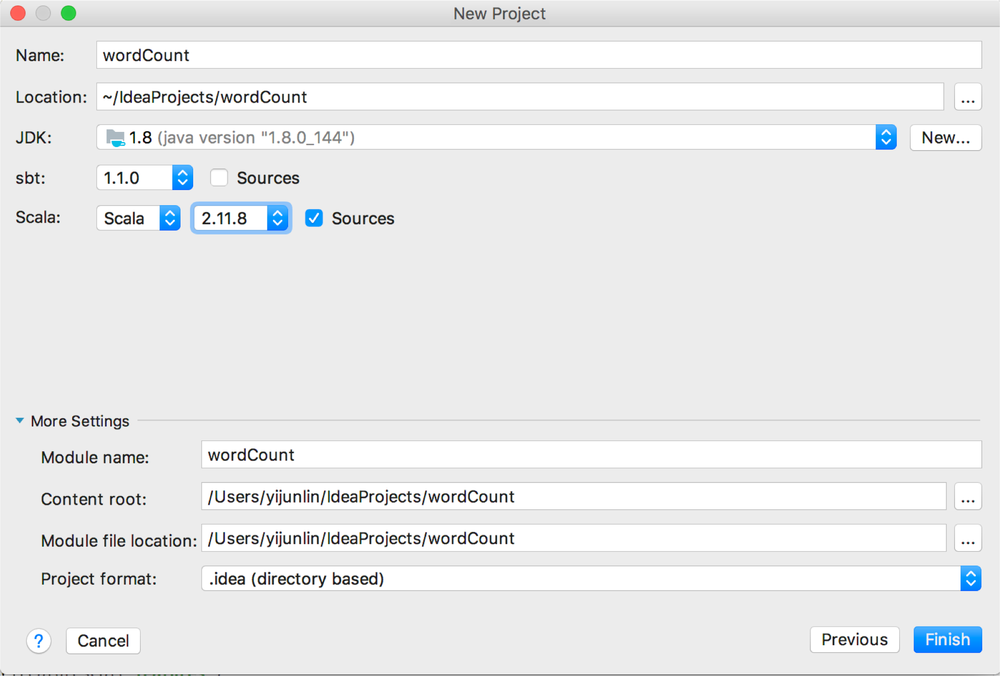 New Project
Name: wordCount
Location: ~/IdeaProjects/wordCount ...
JDK: 1.8 (java version "1.8.0_144") New...
sbt: 1.1.0 Sources
Scala: Scala 2.11.8 Sources
More Settings
Module name: wordCount
Content root: /Users/yijunlin/IdeaProjects/wordCount ...
Module file location: /Users/yijunlin/IdeaProjects/wordCount ...
Project format: .idea (directory based)
? Cancel Previous Finish